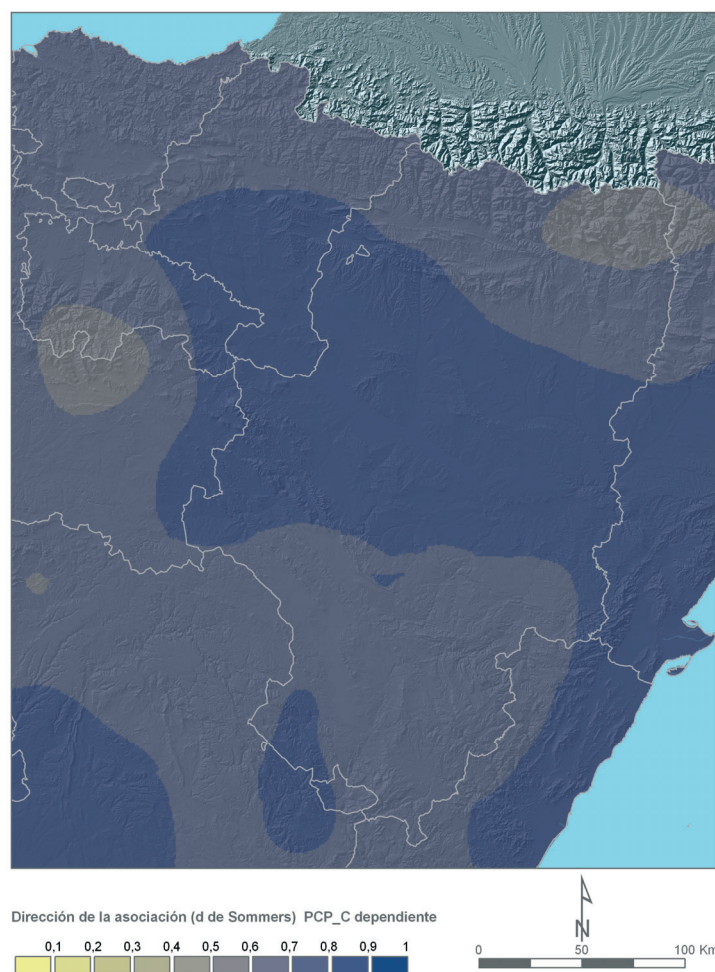 Dirección de la asociación (d de Sommers) PCP_C dependiente
0,1 0,2 0,3 0,4 0,5 0,6 0,7 0,8 0,9 1
N
0 50 100 Km